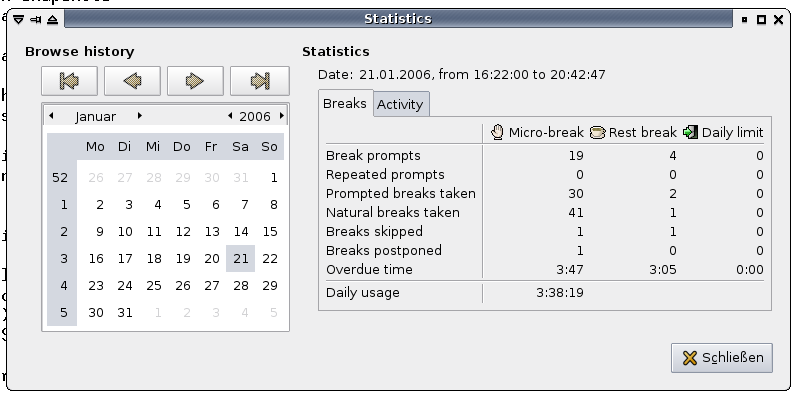 Statistics
Browse history
Januar 2006
Mo Di Mi Do Fr Sa So
52 26 27 28 29 30 31 1
1 2 3 4 5 6 7 8
2 9 10 11 12 13 14 15
3 16 17 18 19 20 21 22
4 23 24 25 26 27 28 29
5 30 31 1 2 3 4 5
Statistics
Date: 21.01.2006, from 16:22:00 to 20:42:47
Breaks Activity
Micro-break Rest break Daily limit
Break prompts 19 4 0
Repeated prompts 0 0 0
Prompted breaks taken 30 2 0
Natural breaks taken 41 1 0
Breaks skipped 1 1 0
Breaks postponed 1 0 0
Overdue time 3:47 3:05 0:00
Daily usage 3:38:19
Schließen